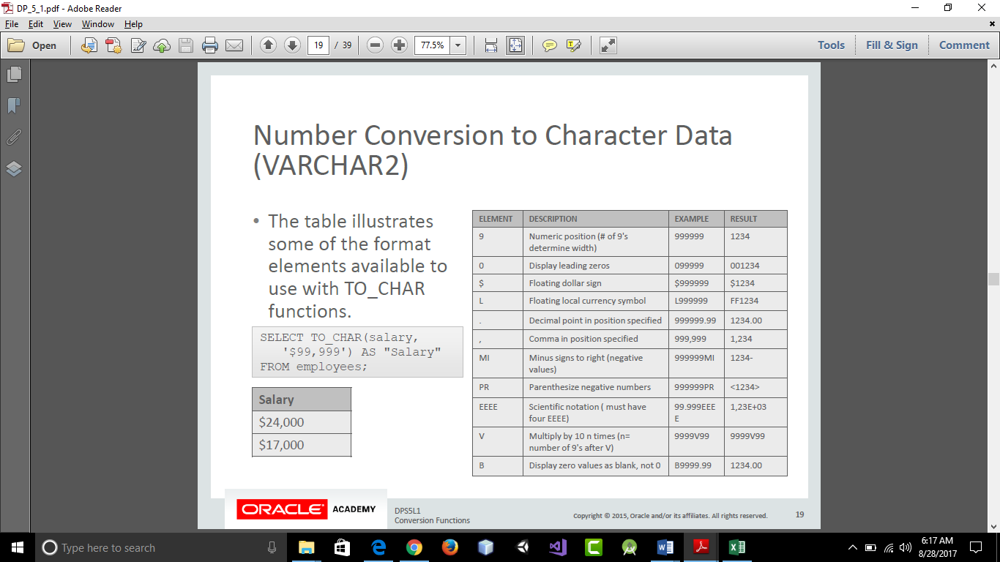 DP_5_1.pdf - Adobe Reader
File Edit View Window Help
Open 19 / 39 77.5% Tools Fill & Sign Comment
Number Conversion to Character Data
(VARCHAR2)
• The table illustrates
some of the format
elements available to
use with TO_CHAR
functions.
SELECT TO_CHAR(salary,
'$99,999') AS "Salary"
FROM employees;
Salary
$24,000
$17,000
ELEMENT DESCRIPTION EXAMPLE RESULT
9 Numeric position (# of 9's 999999 1234
determine width)
0 Display leading zeros 099999 001234
$ Floating dollar sign $999999 $1234
L Floating local currency symbol L999999 FF1234
. Decimal point in position specified 999999.99 1234.00
, Comma in position specified 999,999 1,234
MI Minus signs to right (negative 999999MI 1234-
values)
PR Parenthesize negative numbers 999999PR <1234>
EEEE Scientific notation ( must have 99.999EEE 1,23E+03
four EEEE) E
V Multiply by 10 n times (n= 9999V99 9999V99
number of 9's after V)
B Display zero values as blank, not 0 B9999.99 1234.00
ORACLE ACADEMY
DPS5L1
Conversion Functions
Copyright © 2015, Oracle and/or its affiliates. All rights reserved. 19
Type here to search
6:17 AM
8/28/2017